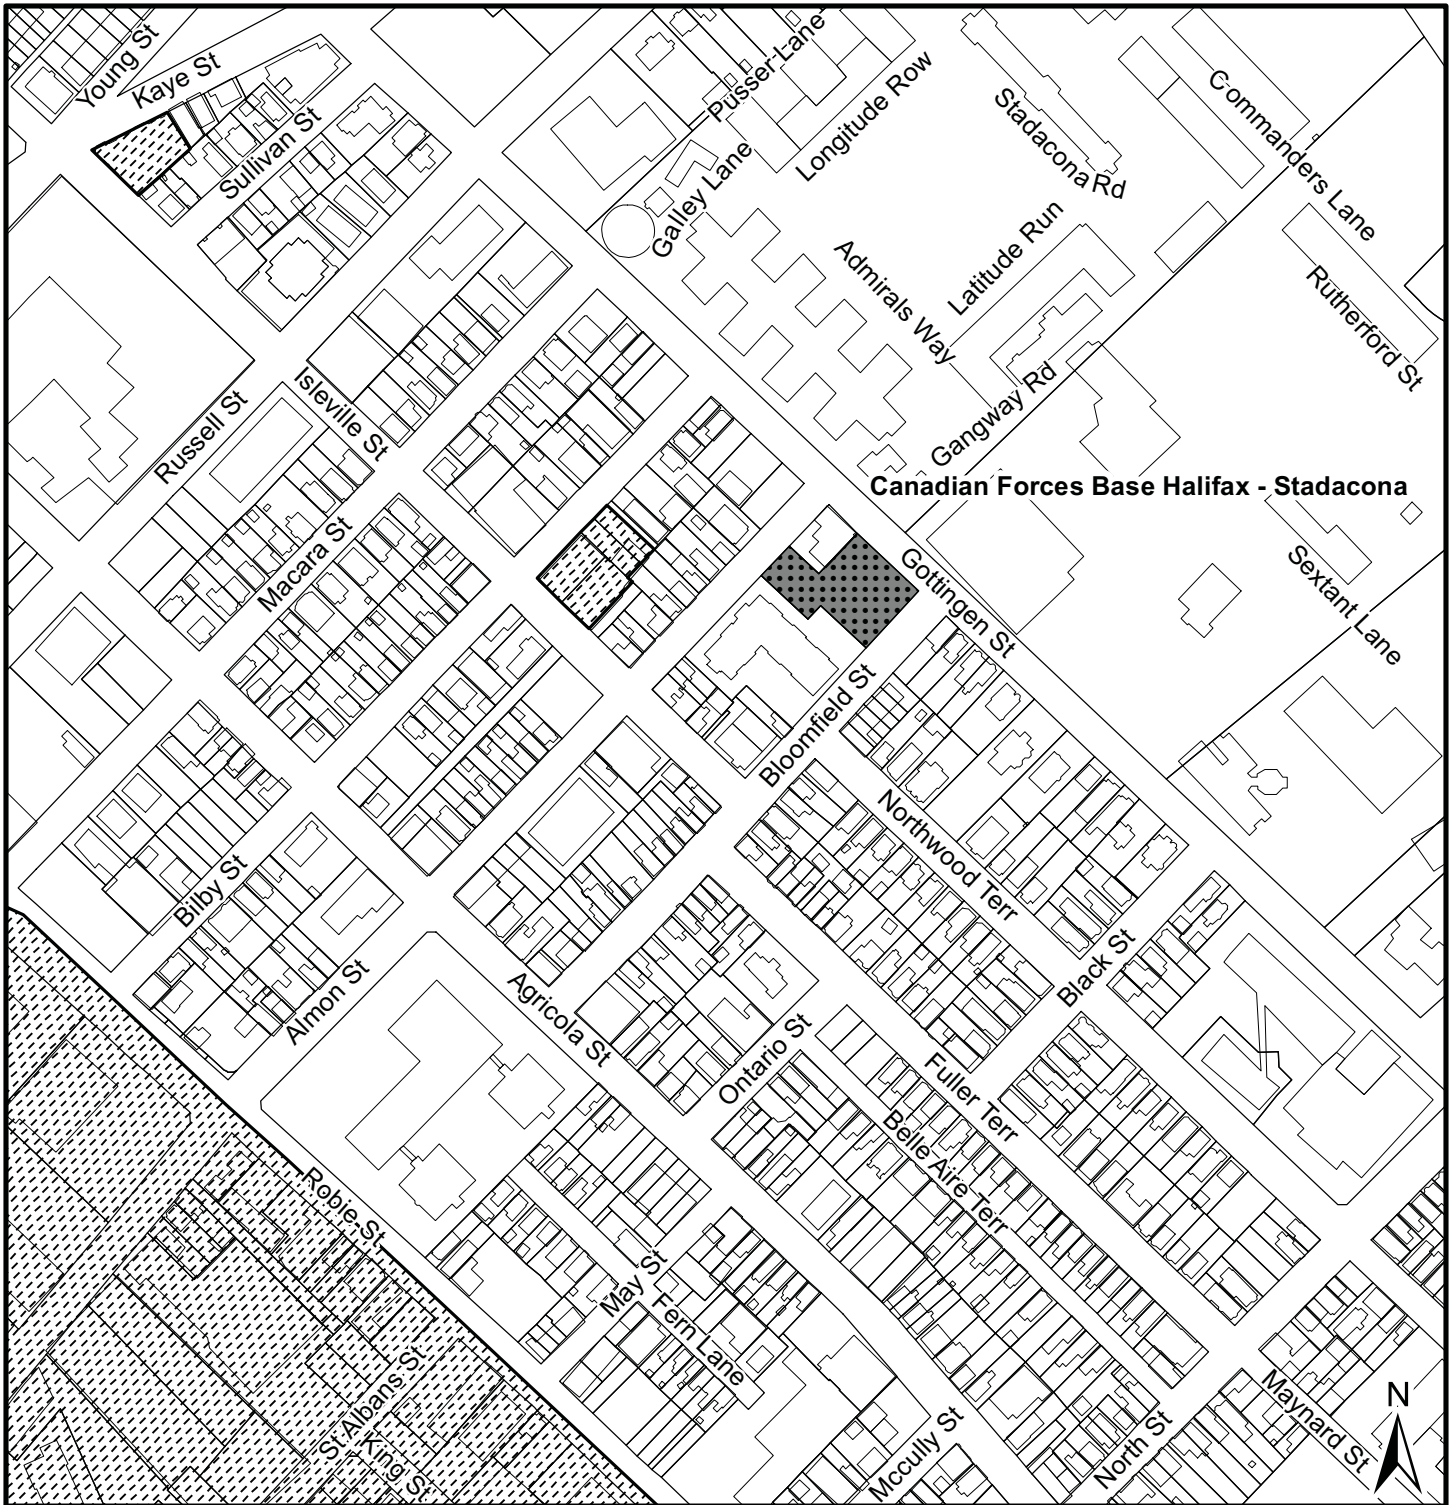 Young St
Kaye St
Sullivan St
Pusser Lane
Longitude Row
Galley Lane
Stadacona Rd
Commanders Lane
Latitude Run
Admirals Way
Rutherford St
Gangway Rd
Isleville St
Russell St
Canadian Forces Base Halifax - Stadacona
Macara St
Gottingen St
Sextant Lane
Bloomfield St
Northwood Terr
Bilby St
Almon St
Agricola St
Black St
Ontario St
Fuller Terr
Belle Aire Terr
Robie St
May St
Fern Lane
St Albans St
King St
Mccully St
North St
Maynard St
N